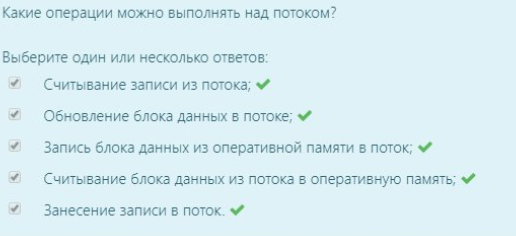 Какие операции можно выполнять над потоком?
Выберите один или несколько ответов:
Считывание записи из потока;
Обновление блока данных в потоке;
Запись блока данных из оперативной памяти в поток;
Считывание блока данных из потока в оперативную память;
Занесение записи в поток.